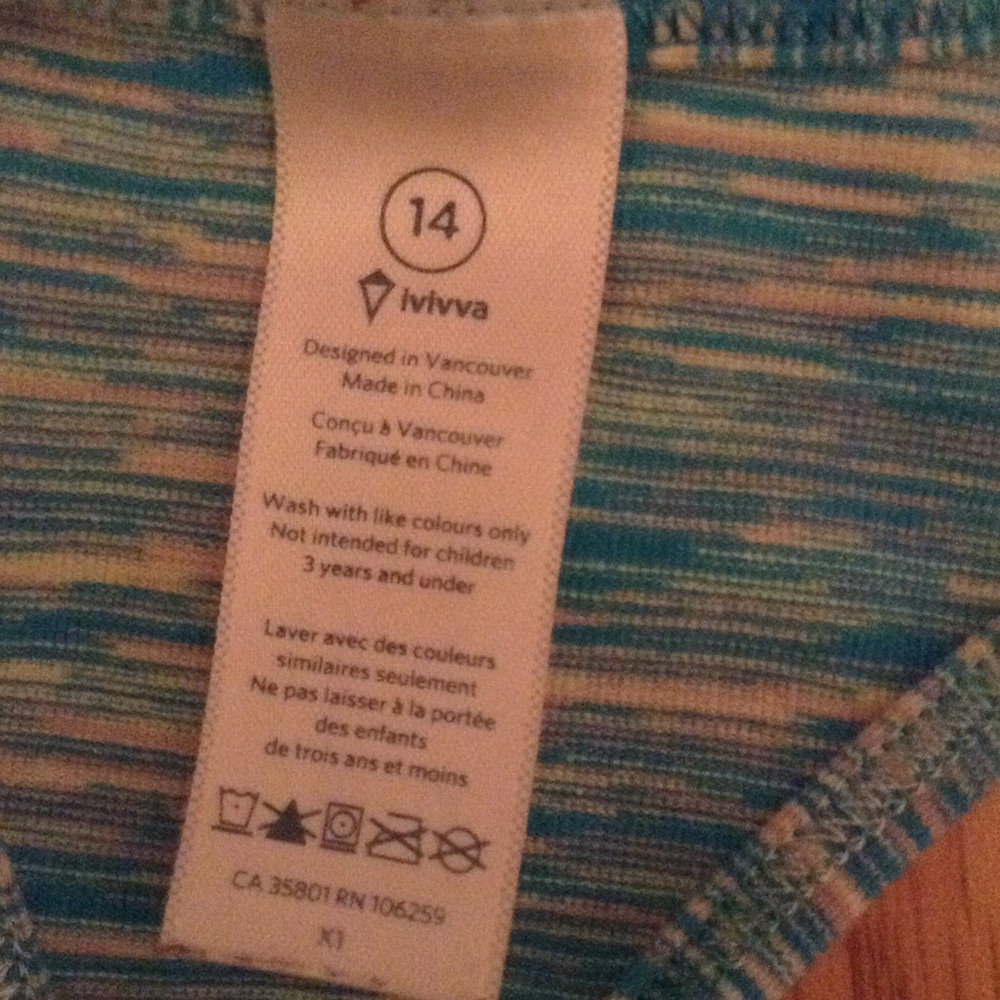 14
ivivva
Designed in Vancouver
Made in China
Conçu à Vancouver
Fabriqué en Chine
Wash with like colours only
Not intended for children
3 years and under
Laver avec des couleurs
similaires seulement
Ne pas laisser à la portée
des enfants
de trois ans et moins
CA 35801 RN 106259
X1